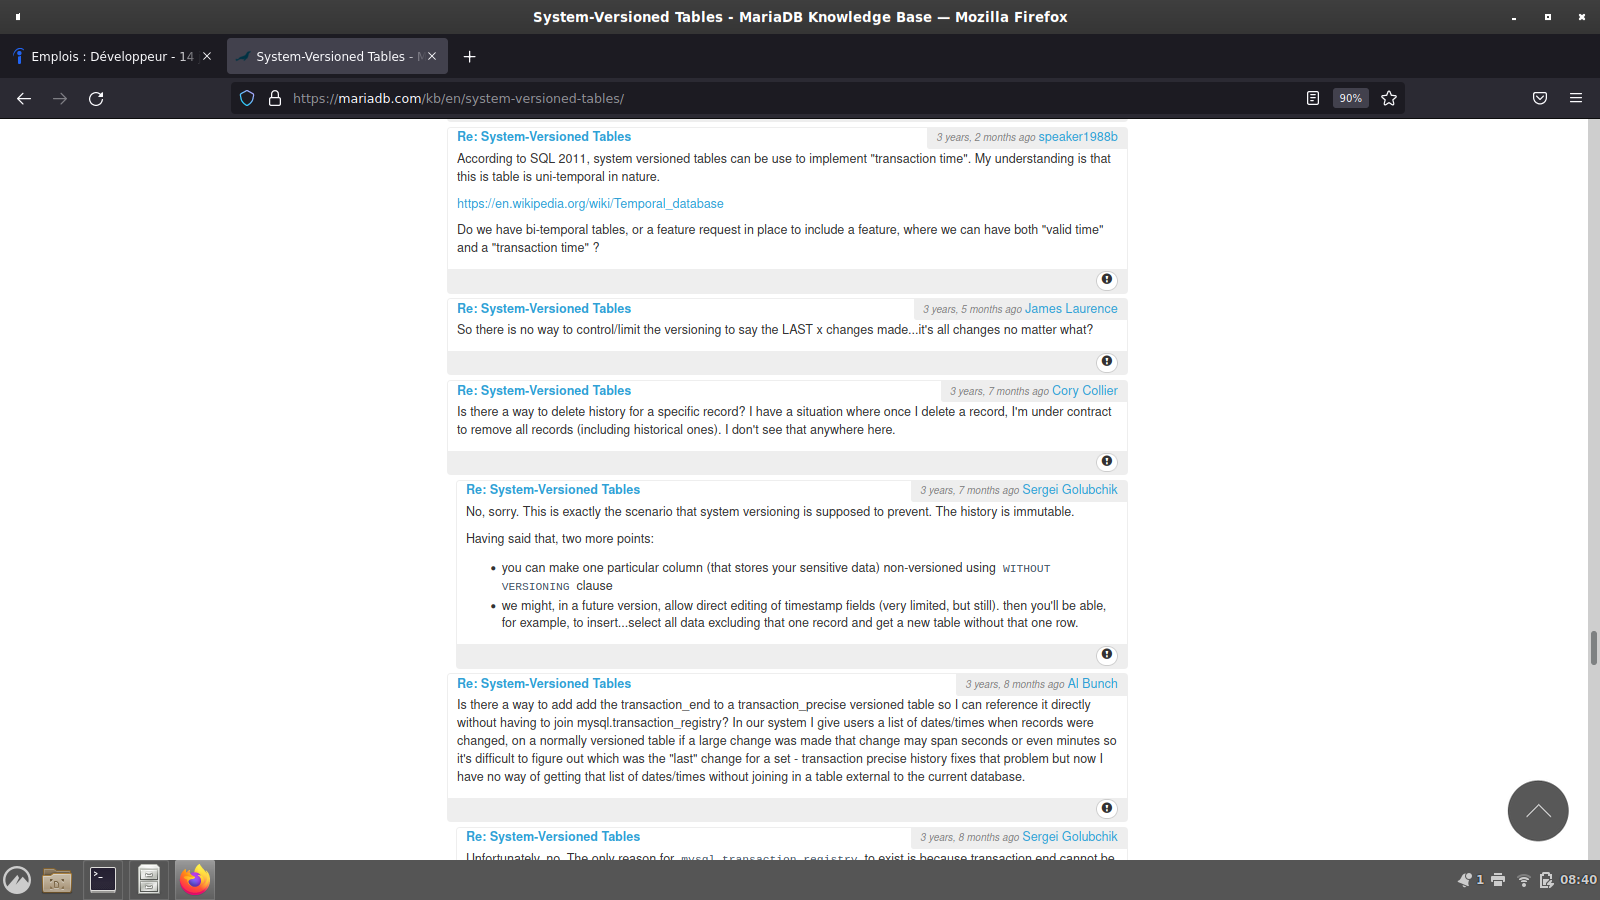 System-Versioned Tables - MariaDB Knowledge Base — Mozilla Firefox
Emplois : Développeur - 14
System-Versioned Tables -
https://mariadb.com/kb/en/system-versioned-tables/
90%
Re: System-Versioned Tables
3 years, 2 months ago speaker1988b
According to SQL 2011, system versioned tables can be use to implement "transaction time". My understanding is that
this is table is uni-temporal in nature.
https://en.wikipedia.org/wiki/Temporal_database
Do we have bi-temporal tables, or a feature request in place to include a feature, where we can have both "valid time"
and a "transaction time" ?
Re: System-Versioned Tables
3 years, 5 months ago James Laurence
So there is no way to control/limit the versioning to say the LAST x changes made...it's all changes no matter what?
Re: System-Versioned Tables
3 years, 7 months ago Cory Collier
Is there a way to delete history for a specific record? I have a situation where once I delete a record, I'm under contract
to remove all records (including historical ones). I don't see that anywhere here.
Re: System-Versioned Tables
3 years, 7 months ago Sergei Golubchik
No, sorry. This is exactly the scenario that system versioning is supposed to prevent. The history is immutable.
Having said that, two more points:
• you can make one particular column (that stores your sensitive data) non-versioned using WITHOUT
VERSIONING clause
• we might, in a future version, allow direct editing of timestamp fields (very limited, but still). then you'll be able,
for example, to insert...select all data excluding that one record and get a new table without that one row.
Re: System-Versioned Tables
3 years, 8 months ago Al Bunch
Is there a way to add add the transaction_end to a transaction_precise versioned table so I can reference it directly
without having to join mysql.transaction_registry? In our system I give users a list of dates/times when records were
changed, on a normally versioned table if a large change was made that change may span seconds or even minutes so
it's difficult to figure out which was the "last" change for a set - transaction precise history fixes that problem but now I
have no way of getting that list of dates/times without joining in a table external to the current database.
Re: System-Versioned Tables
3 years, 8 months ago Sergei Golubchik
Unfortunately, no. The only reason for mysql.transaction_registry to exist is because transaction end cannot be
1
08:40